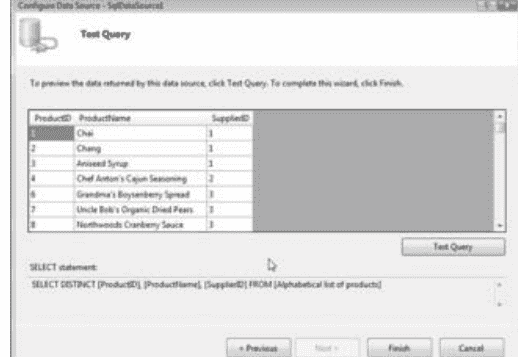 Configure Data Source - SqlDataSource1
Test Query
To preview the data returned by this data source, click Test Query. To complete this wizard, click Finish.
ProductID ProductName SupplierID
1 Chai 1
2 Chang 1
3 Aniseed Syrup 1
4 Chef Anton's Cajun Seasoning 2
6 Grandma's Boysenberry Spread 3
7 Uncle Bob's Organic Dried Pears 3
8 Northwoods Cranberry Sauce 3
Test Query
SELECT statement:
SELECT DISTINCT [ProductID], [ProductName], [SupplierID] FROM [Alphabetical list of products]
< Previous Next > Finish Cancel